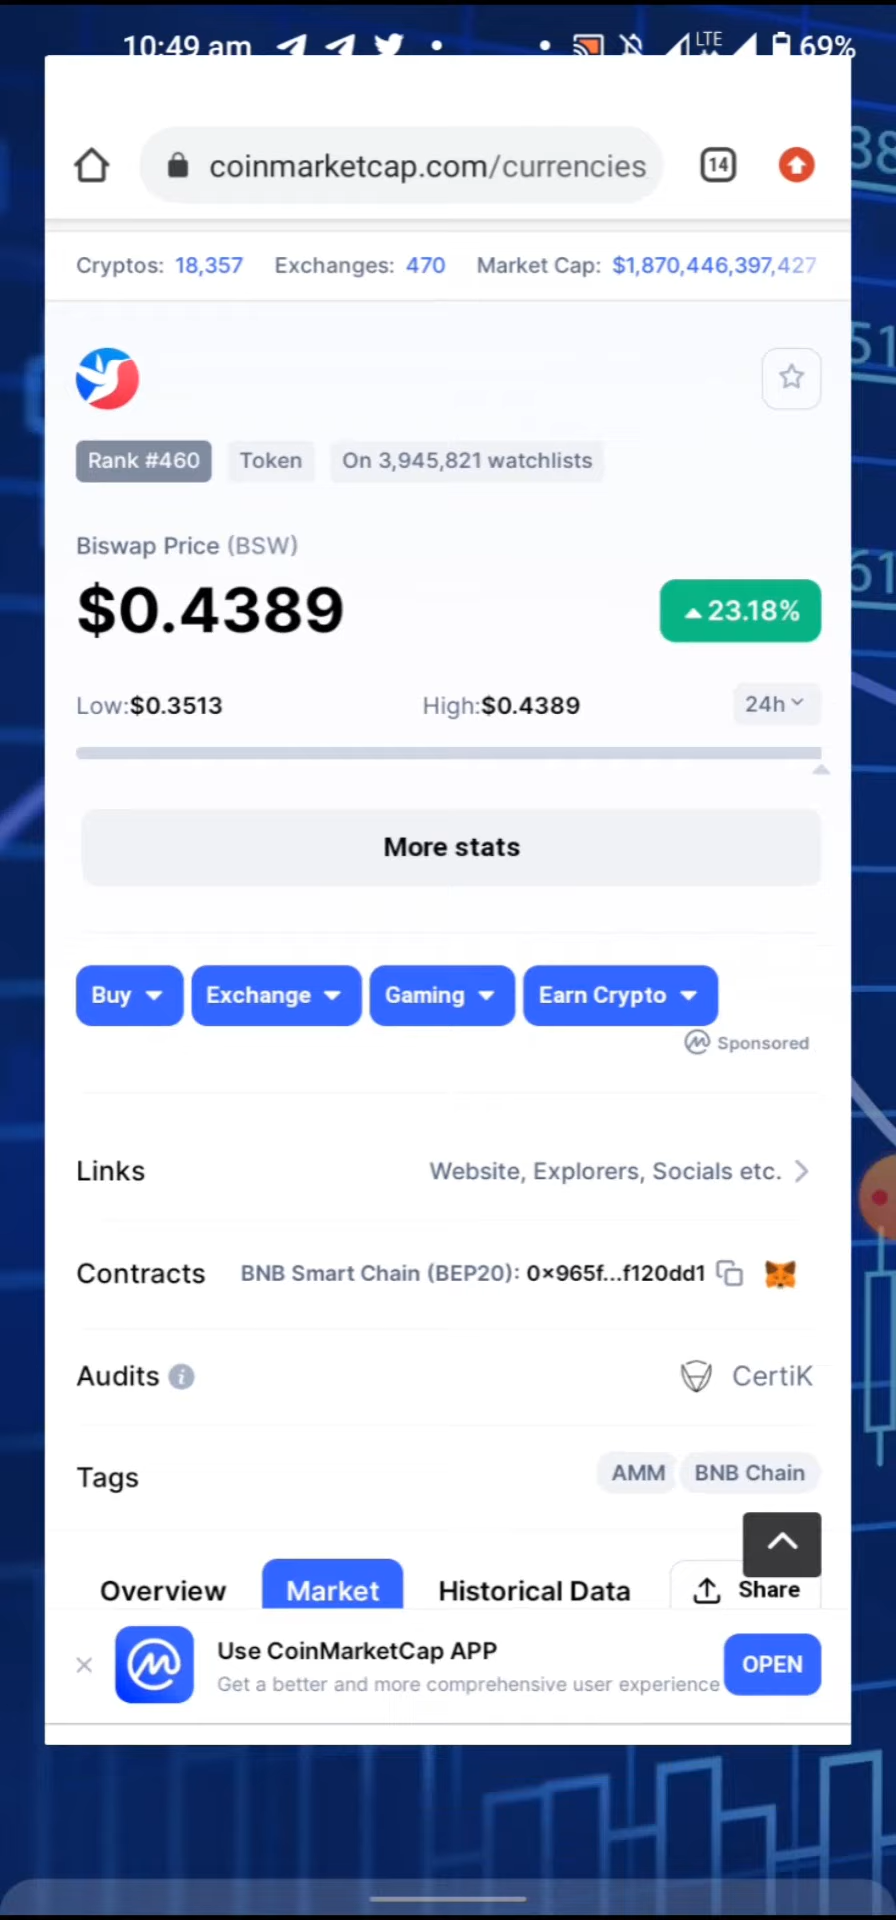 10:49 am LTE 69%
coinmarketcap.com/currencies 14
Cryptos: 18,357 Exchanges: 470 Market Cap: $1,870,446,397,427
Rank #460 Token On 3,945,821 watchlists
Biswap Price (BSW)
$0.4389 23.18%
Low:$0.3513 High:$0.4389 24h
More stats
Buy Exchange Gaming Earn Crypto
Sponsored
Links Website, Explorers, Socials etc.
Contracts BNB Smart Chain (BEP20): 0x965f...f120dd1
Audits CertiK
Tags AMM BNB Chain
Overview Market Historical Data Share
Use CoinMarketCap APP
Get a better and more comprehensive user experience
OPEN